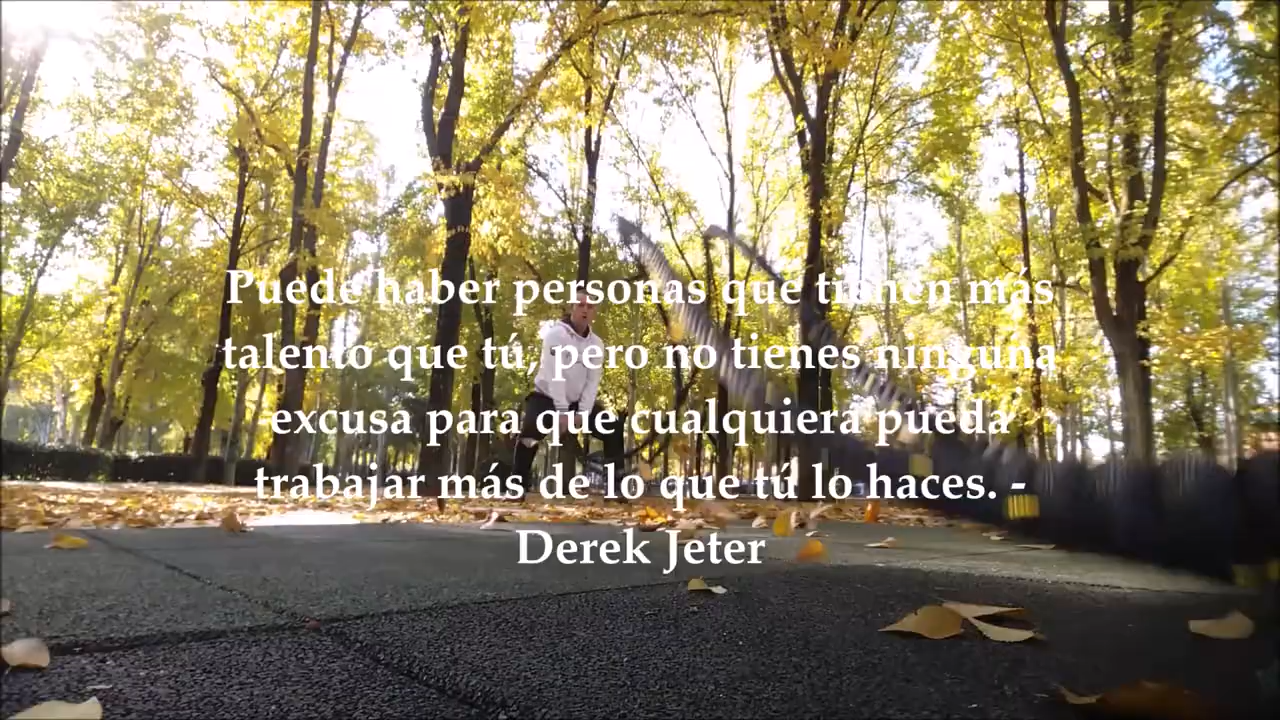 Puede haber personas que tienen más
talento que tú, pero no tienes ninguna
excusa para que cualquiera pueda
trabajar más de lo que tú lo haces. -
Derek Jeter